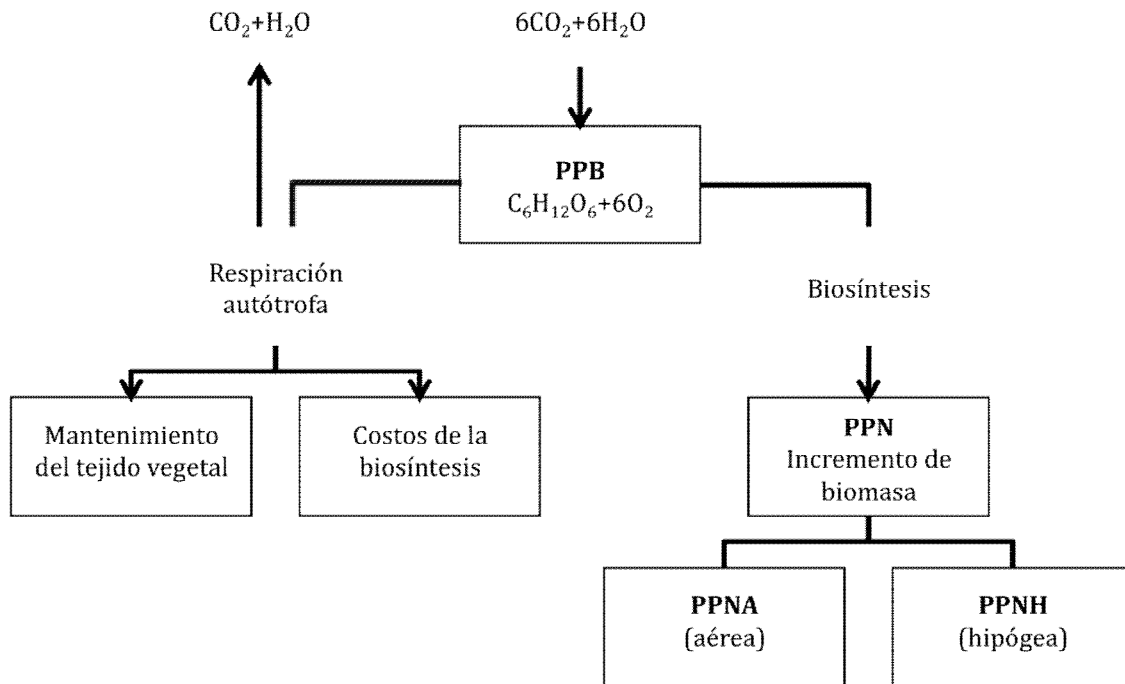 CO₂+H₂O
6CO₂+6H₂O
PPB
C₆H₁₂O₆+6O₂
Respiración
autótrofa
Biosíntesis
Mantenimiento
del tejido vegetal
Costos de la
biosíntesis
PPN
Incremento de
biomasa
PPNA
(aérea)
PPNH
(hipógea)